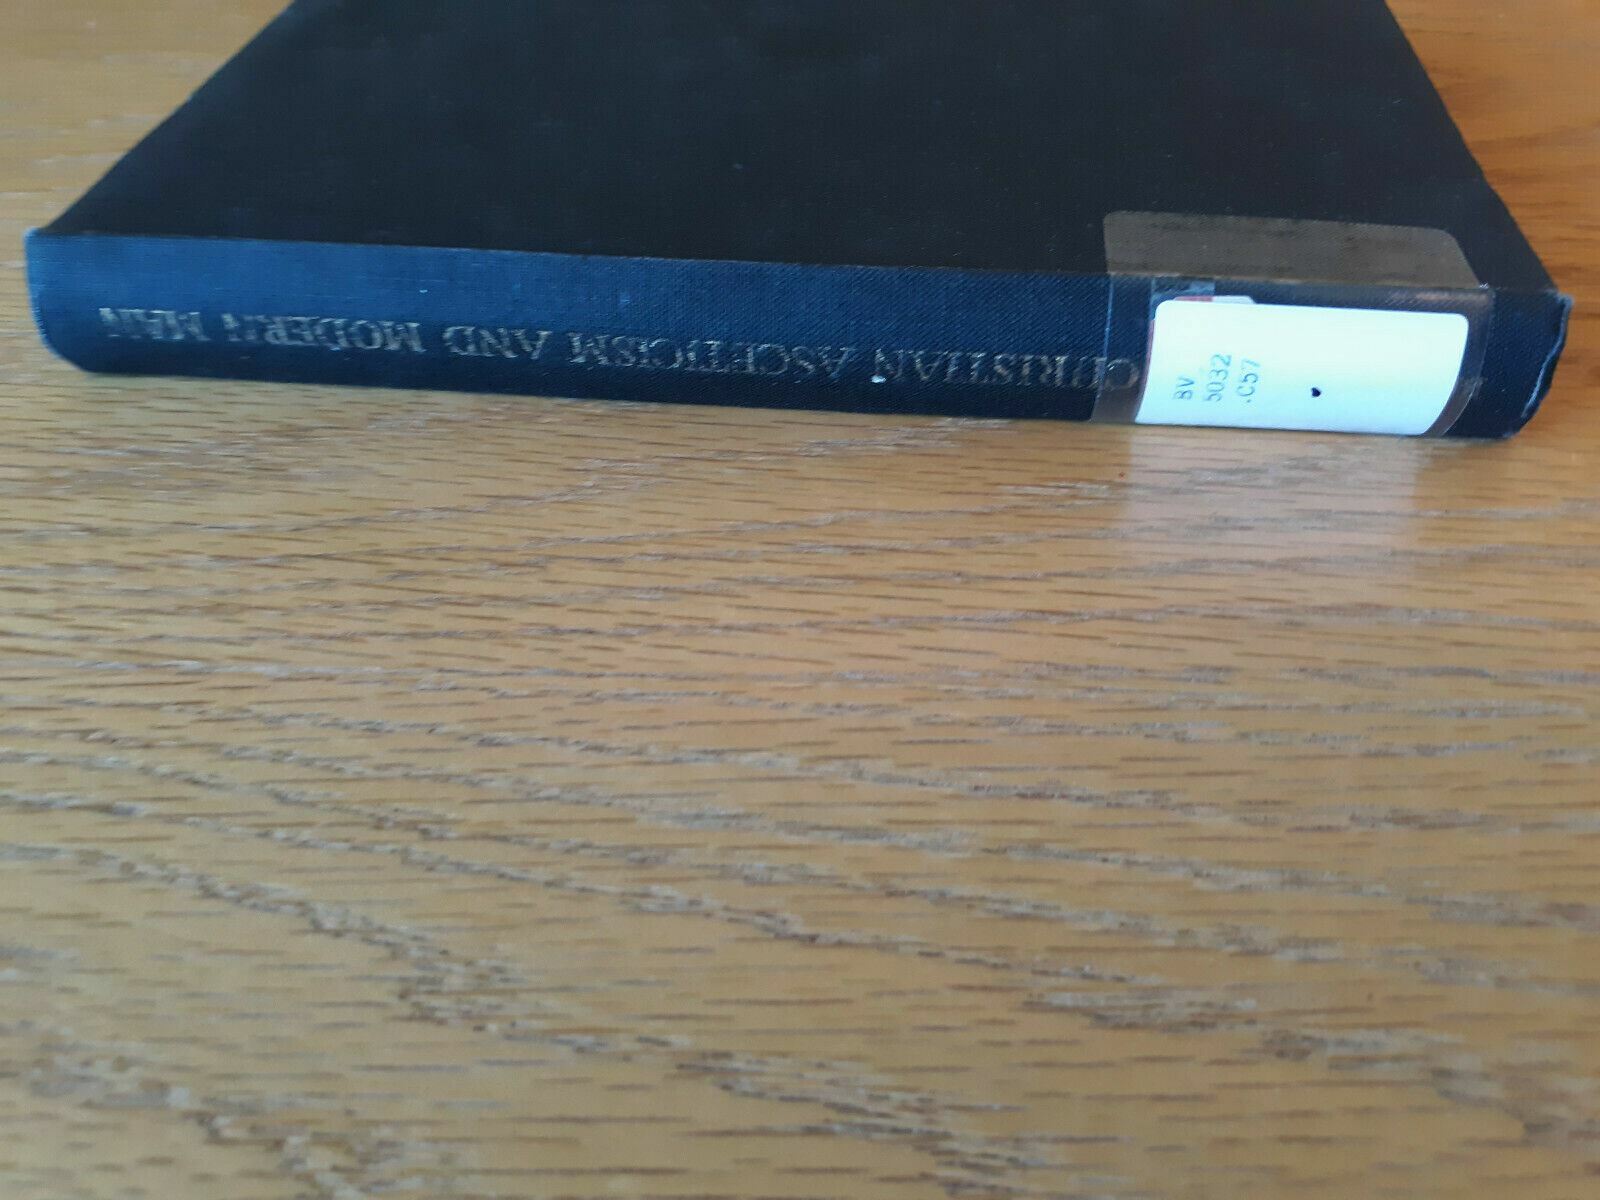 CHRISTIAN ASCETICISM AND MODERN MAN
BV
5032
.C57